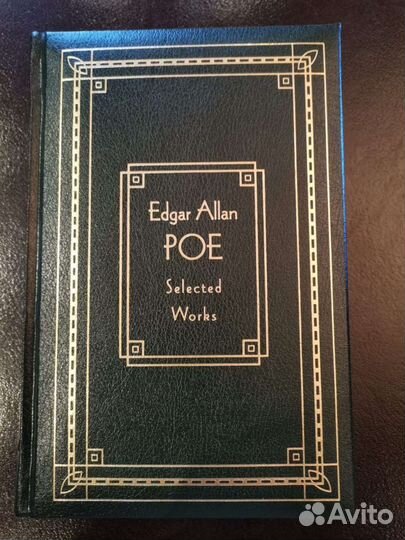 Edgar Allan
POE
Selected
Works
Avito